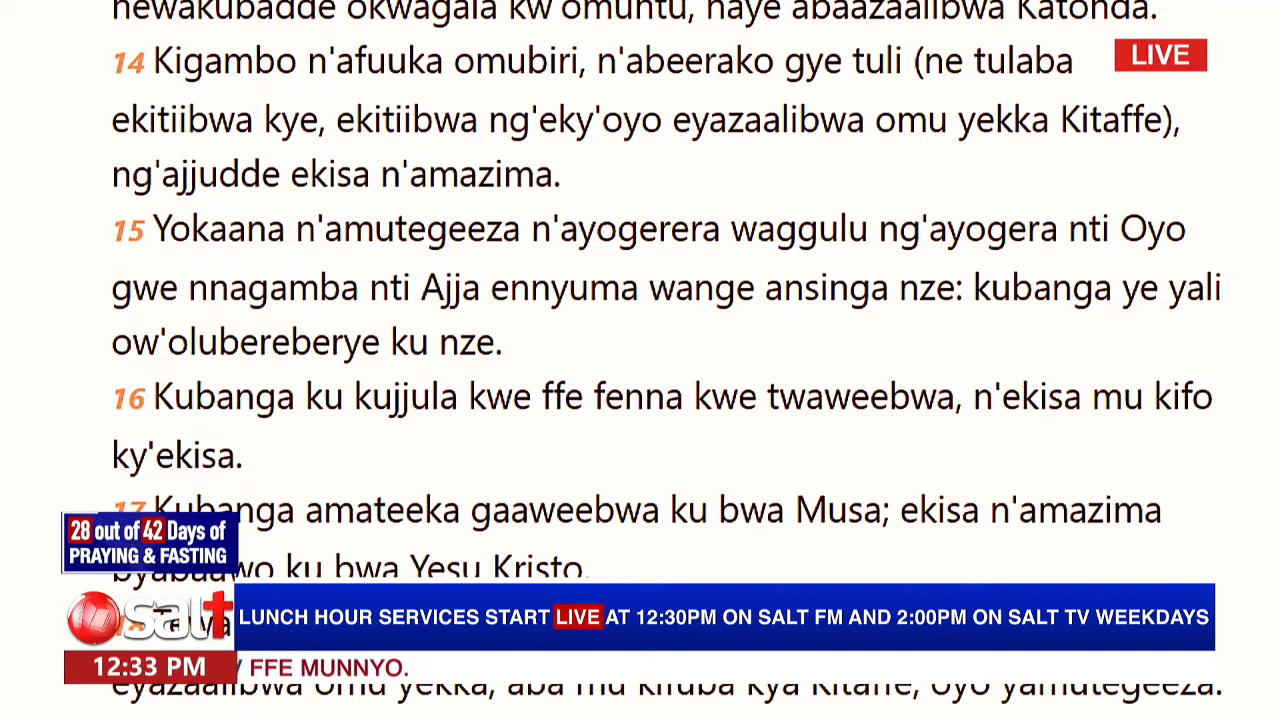 newakubadde okwagala kw'omuntu, naye abaazaalibwa Katonda.
14 Kigambo n'afuuka omubiri, n'abeerako gye tuli (ne tulaba
LIVE
ekitiibwa kye, ekitiibwa ng'eky'oyo eyazaalibwa omu yekka Kitaffe),
ng'ajjudde ekisa n'amazima.
15 Yokaana n'amutegeeza n'ayogerera waggulu ng'ayogera nti Oyo
gwe nnagamba nti Ajja ennyuma wange ansinga nze: kubanga ye yali
ow'olubereberye ku nze.
16 Kubanga ku kujjula kwe ffe fenna kwe twaweebwa, n'ekisa mu kifo
ky'ekisa.
17 Kubanga amateeka gaaweebwa ku bwa Musa; ekisa n'amazima
28 out of 42 Days of
PRAYING & FASTING
byabaawo ku bwa Yesu Kristo.
salt
LUNCH HOUR SERVICES START LIVE AT 12:30PM ON SALT FM AND 2:00PM ON SALT TV WEEKDAYS
12:33 PM
FFE MUNNYO.
eyazaalibwa omu yekka, aba mu kifuba kya Kitaffe, oyo yamutegeeza.